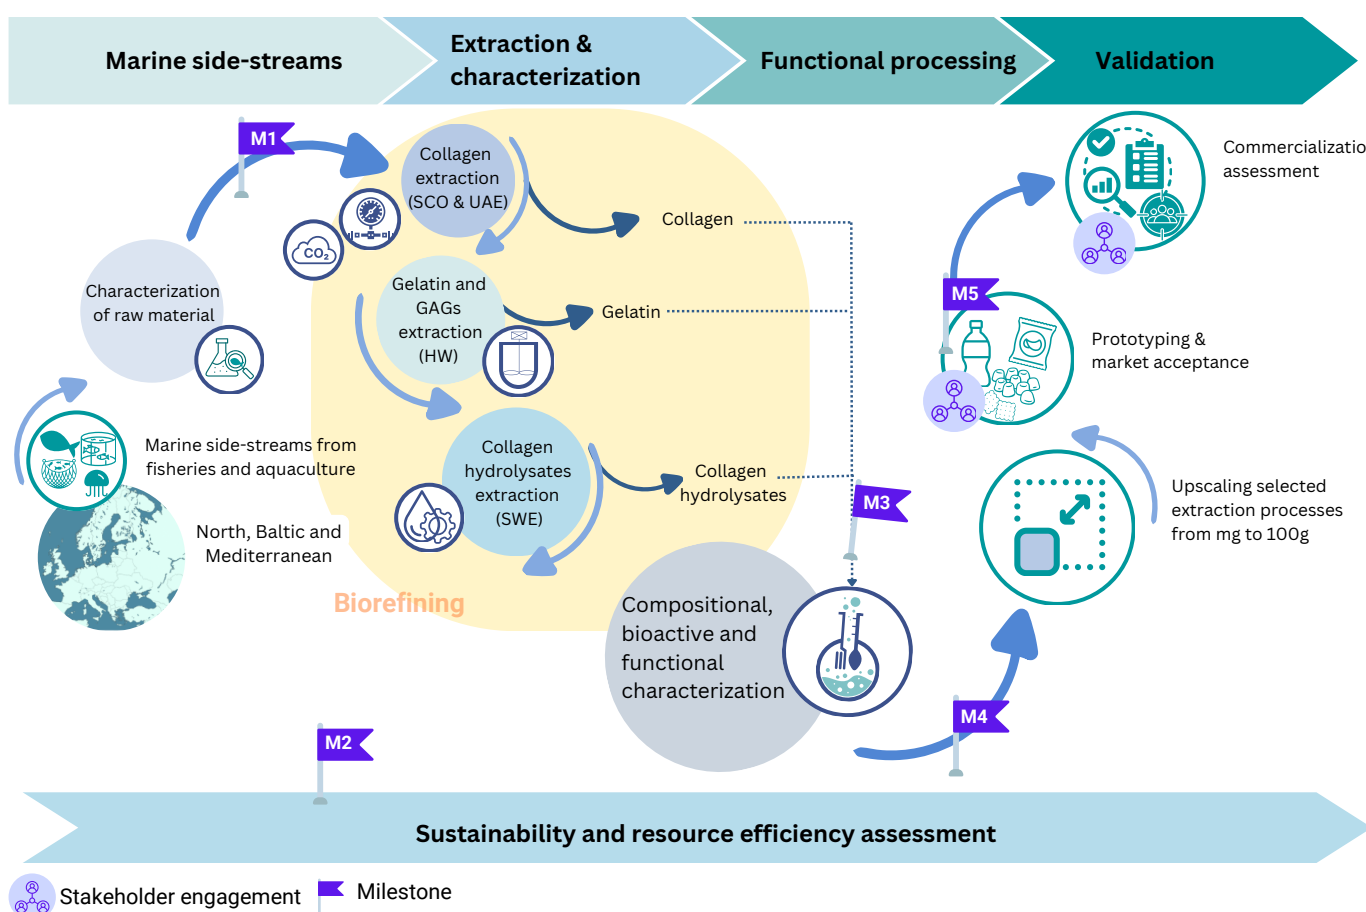 Marine side-streams
Extraction &
characterization
Functional processing
Validation
M1
Collagen
extraction
(SCO & UAE)
CO₂
Collagen
Gelatin and
GAGs
extraction
(HW)
Gelatin
Characterization
of raw material
Collagen
hydrolysates
extraction
(SWE)
Collagen
hydrolysates
Marine side-streams from
fisheries and aquaculture
North, Baltic and
Mediterranean
Biorefining
M3
Compositional,
bioactive and
functional
characterization
Commercializatio
assessment
M5
Prototyping &
market acceptance
Upscaling selected
extraction processes
from mg to 100g
M4
M2
Sustainability and resource efficiency assessment
Stakeholder engagement
Milestone